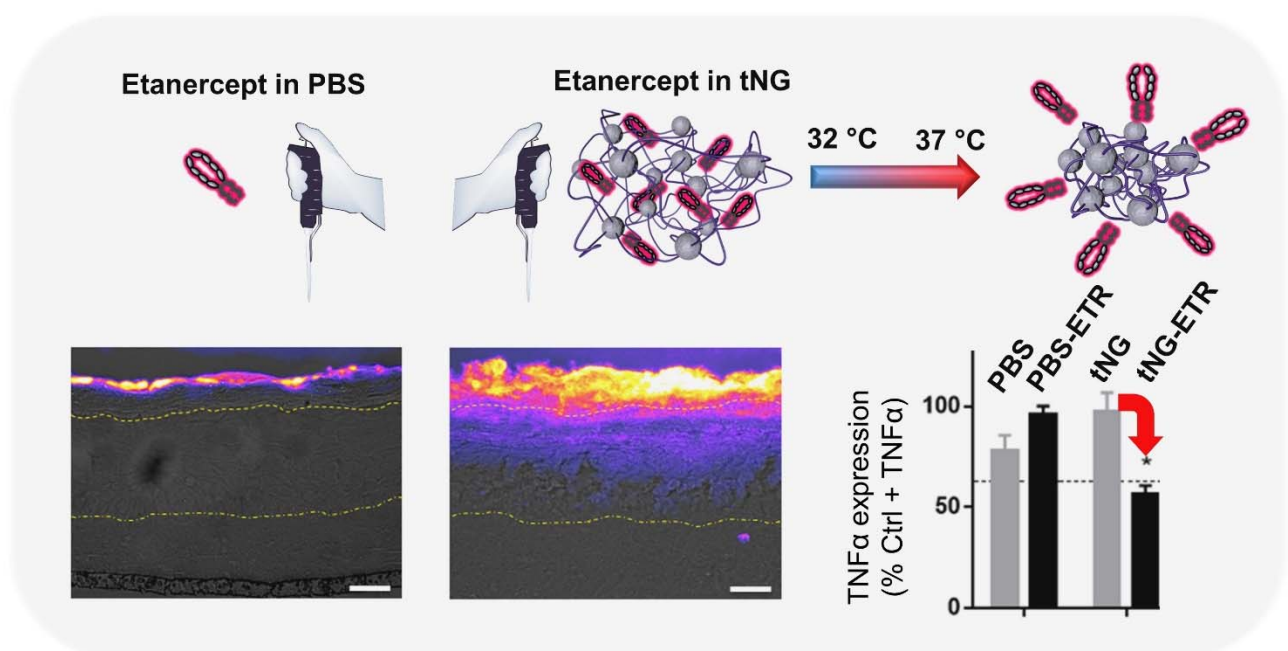 Etanercept in PBS
Etanercept in tNG
32 °C
37 °C
PBS
PBS-ETR
tNG
tNG-ETR
*
100
50
0
TNFα expression
(% Ctrl + TNFα)